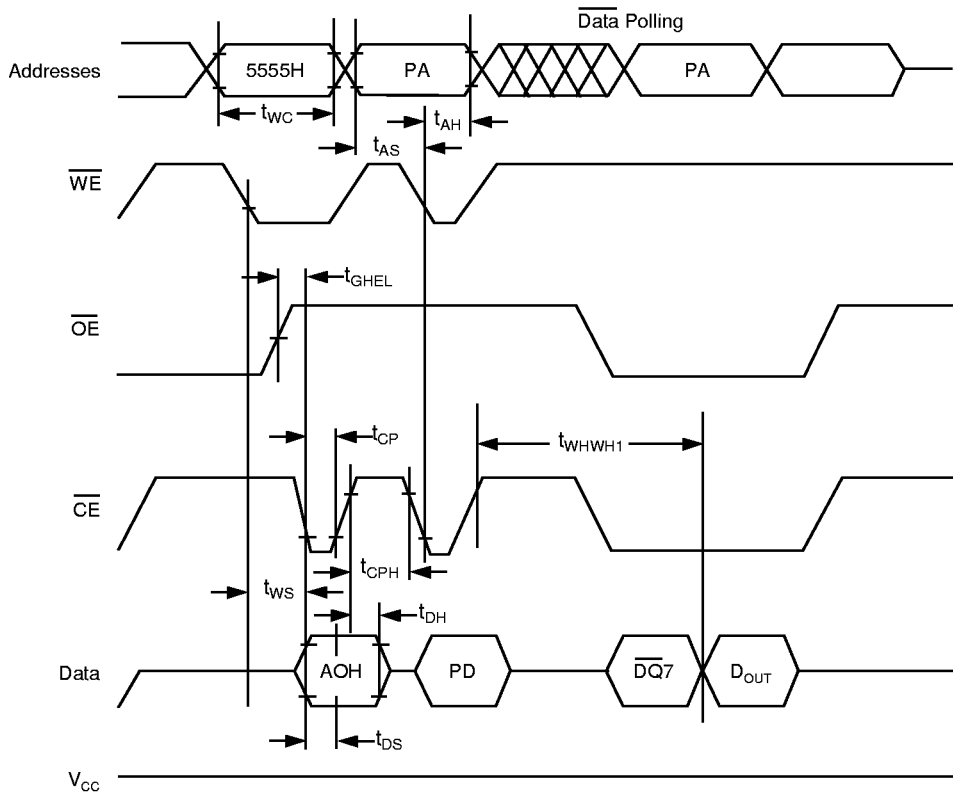 Data Polling
Addresses
5555H
PA
PA
tWC
tAH
tAS
WE
tGHEL
OE
tCP
tWHWH1
CE
tCPH
tWS
tDH
Data
AOH
PD
DQ7
DOUT
tDS
VCC